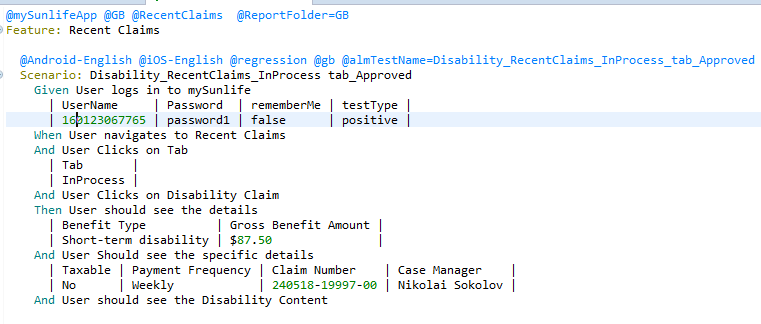 @mySunlifeApp @GB @RecentClaims @ReportFolder=GB
Feature: Recent Claims
@Android-English @iOS-English @regression @gb @almTestName=Disability_RecentClaims_InProcess_tab_Approved
Scenario: Disability_RecentClaims_InProcess tab_Approved
Given User logs in to mySunlife
| UserName | Password | rememberMe | testType |
| 160123067765 | password1 | false | positive |
When User navigates to Recent Claims
And User Clicks on Tab
| Tab |
| InProcess |
And User Clicks on Disability Claim
Then User should see the details
| Benefit Type | Gross Benefit Amount |
| Short-term disability | $87.50 |
And User Should see the specific details
| Taxable | Payment Frequency | Claim Number | Case Manager |
| No | Weekly | 240518-19997-00 | Nikolai Sokolov |
And User should see the Disability Content